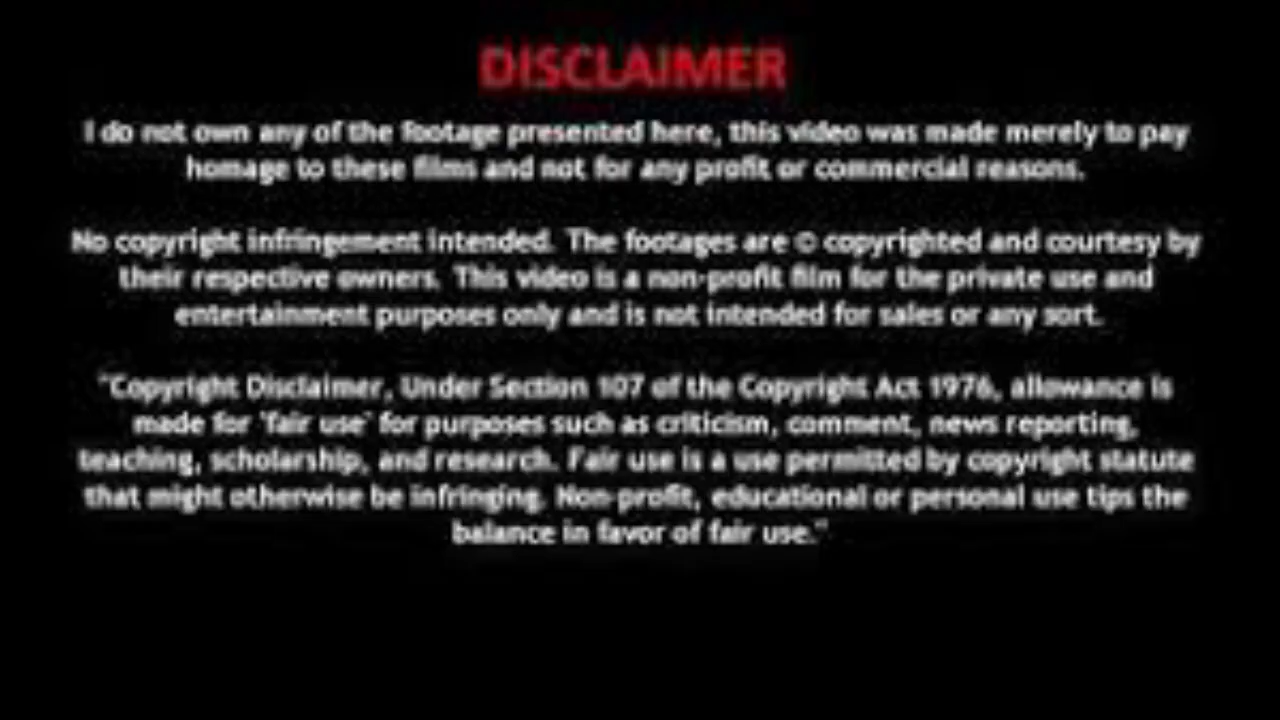 DISCLAIMER
I do not own any of the footage presented here, this video was made merely to pay
homage to these films and not for any profit or commercial reasons.
No copyright infringement intended. The footages are © copyrighted and courtesy by
their respective owners. This video is a non-profit film for the private use and
entertainment purposes only and is not intended for sales or any sort.
"Copyright Disclaimer, Under Section 107 of the Copyright Act 1976, allowance is
made for 'fair use' for purposes such as criticism, comment, news reporting,
teaching, scholarship, and research. Fair use is a use permitted by copyright statute
that might otherwise be infringing. Non-profit, educational or personal use tips the
balance in favor of fair use."